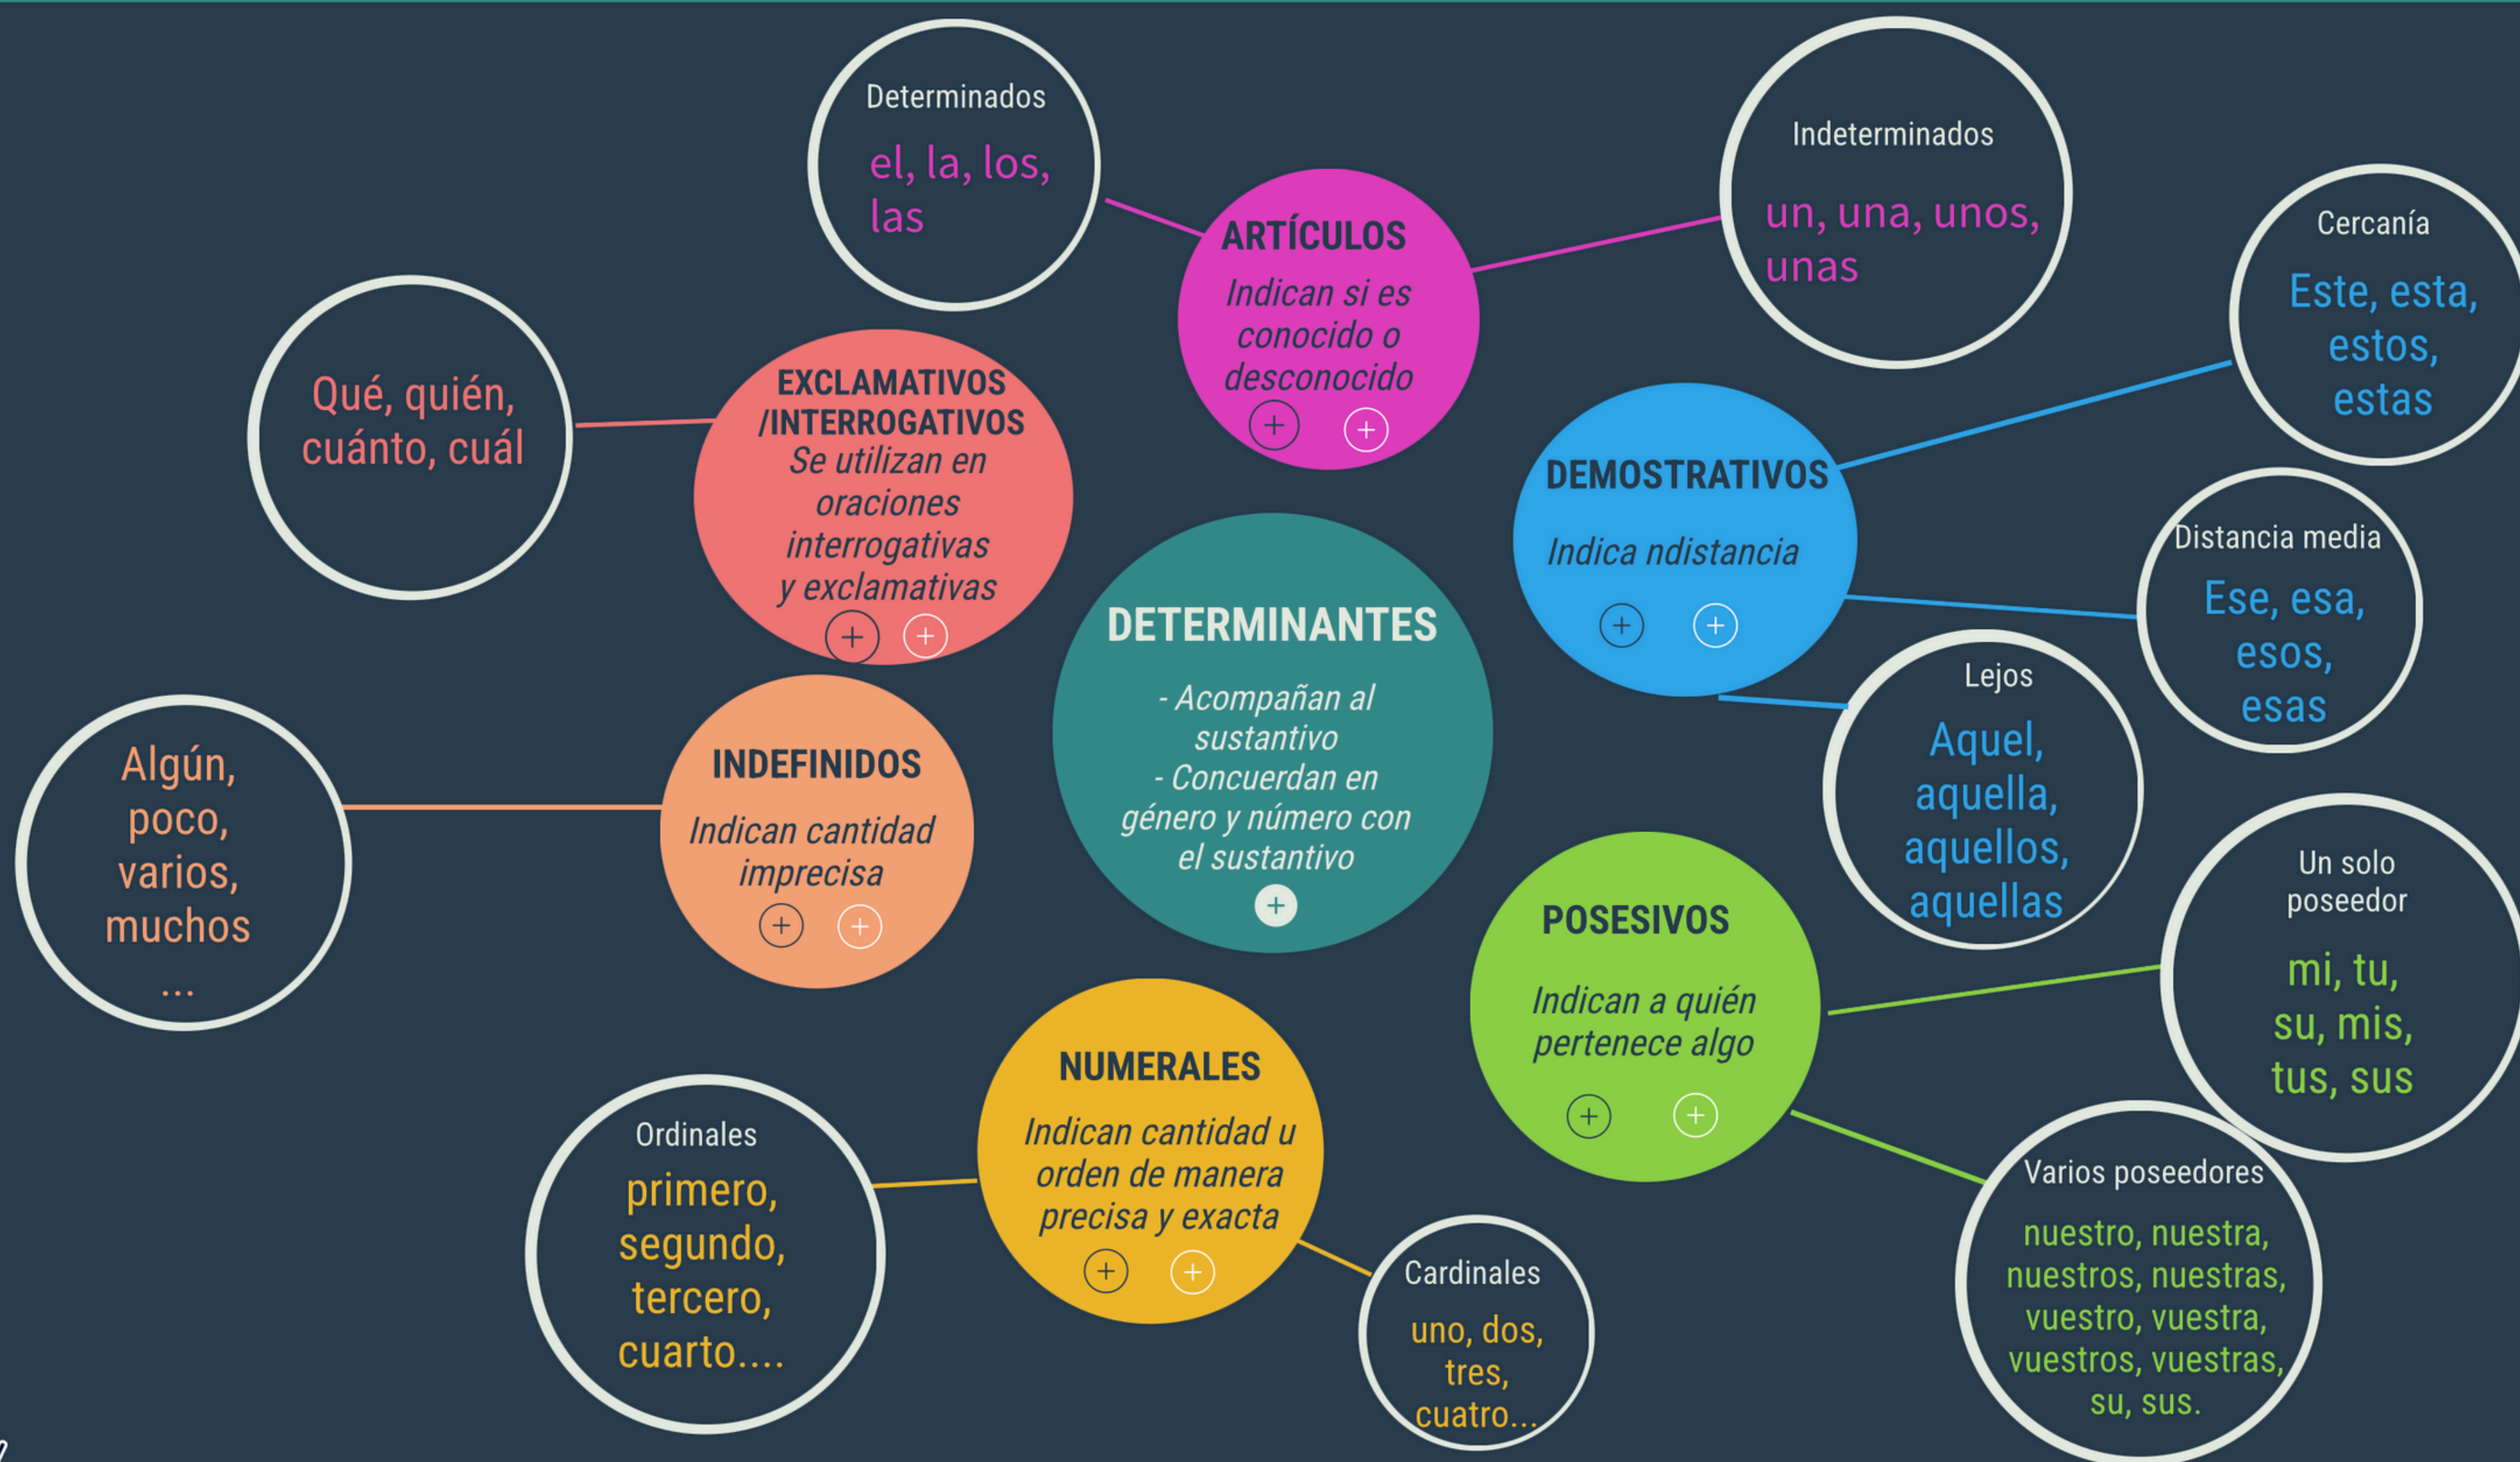 Determinados
el, la, los,
las
ARTÍCULOS
Indican si es
conocido o
desconocido
Indeterminados
un, una, unos,
unas
Cercanía
Este, esta,
estos,
estas
Qué, quién,
cuánto, cuál
EXCLAMATIVOS
/INTERROGATIVOS
Se utilizan en
oraciones
interrogativas
y exclamativas
DEMOSTRATIVOS
Indica ndistancia
Distancia media
Ese, esa,
esos,
esas
Lejos
Aquel,
aquella,
aquellos,
aquellas
DETERMINANTES
- Acompañan al
sustantivo
- Concuerdan en
género y número con
el sustantivo
Algún,
poco,
varios,
muchos
...
INDEFINIDOS
Indican cantidad
imprecisa
POSESIVOS
Indican a quién
pertenece algo
Un solo
poseedor
mi, tu,
su, mis,
tus, sus
Varios poseedores
nuestro, nuestra,
nuestros, nuestras,
vuestro, vuestra,
vuestros, vuestras,
su, sus.
NUMERALES
Indican cantidad u
orden de manera
precisa y exacta
Ordinales
primero,
segundo,
tercero,
cuarto....
Cardinales
uno, dos,
tres,
cuatro...